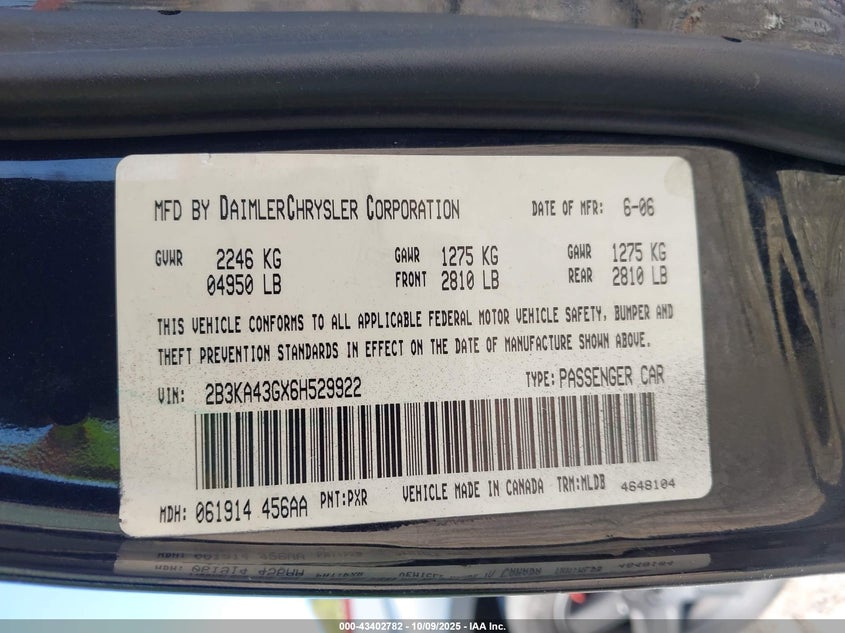 MFD BY DAIMLERCHRYSLER CORPORATION DATE OF MFR: 6-06
GVWR 2246 KG GAWR 1275 KG GAWR 1275 KG
04950 LB FRONT 2810 LB REAR 2810 LB
THIS VEHICLE CONFORMS TO ALL APPLICABLE FEDERAL MOTOR VEHICLE SAFETY, BUMPER AND
THEFT PREVENTION STANDARDS IN EFFECT ON THE DATE OF MANUFACTURE SHOWN ABOVE.
VIN: 2B3KA43GX6H529922 TYPE: PASSENGER CAR
MDH: 061914 456AA PNT:PXR VEHICLE MADE IN CANADA TRM:MLDB 4648104
000-43402782 - 10/09/2025 - IAAI.COM